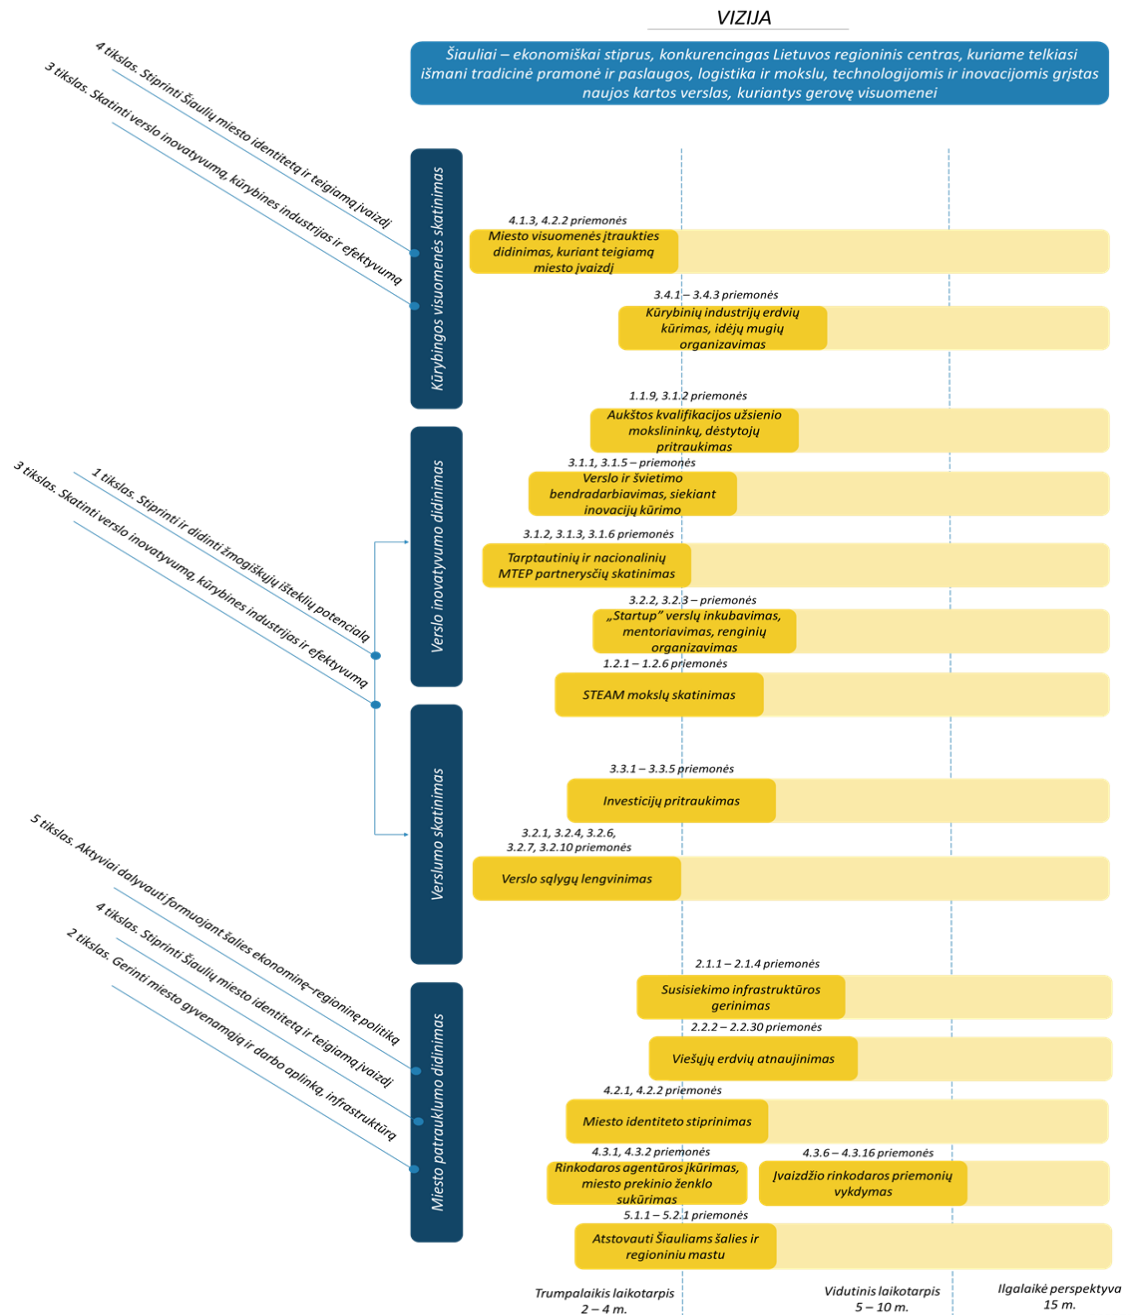 VIZIJA
Šiauliai – ekonomiškai stiprus, konkurencingas Lietuvos regioninis centras, kuriame telkiasi
išmani tradicinė pramonė ir paslaugos, logistika ir mokslu, technologijomis ir inovacijomis grįstas
naujos kartos verslas, kuriantys gerovę visuomenei
4 tikslas. Stiprinti Šiaulių miesto identitetą ir teigiamą įvaizdį
3 tikslas. Skatinti verslo inovatyvumą, kūrybines industrijas ir efektyvumą
Kūrybingos visuomenės skatinimas
4.1.3, 4.2.2 priemonės
Miesto visuomenės įtraukties
didinimas, kuriant teigiamą
miesto įvaizdį
3.4.1 – 3.4.3 priemonės
Kūrybinių industrijų erdvių
kūrimas, idėjų mugių
organizavimas
1 tikslas. Stiprinti ir didinti žmogiškųjų išteklių potencialą
3 tikslas. Skatinti verslo inovatyvumą, kūrybines industrijas ir efektyvumą
Verslo inovatyvumo didinimas
1.1.9, 3.1.2 priemonės
Aukštos kvalifikacijos užsienio
mokslininkų, dėstytojų
pritraukimas
3.1.1, 3.1.5 – priemonės
Verslo ir švietimo
bendradarbiavimas, siekiant
inovacijų kūrimo
3.1.2, 3.1.3, 3.1.6 priemonės
Tarptautinių ir nacionalinių
MTEP partnerysčių skatinimas
3.2.2, 3.2.3 – priemonės
„Startup” verslų inkubavimas,
mentoriavimas, renginių
organizavimas
1.2.1 – 1.2.6 priemonės
STEAM mokslų skatinimas
Verslumo skatinimas
3.3.1 – 3.3.5 priemonės
Investicijų pritraukimas
3.2.1, 3.2.4, 3.2.6,
3.2.7, 3.2.10 priemonės
Verslo sąlygų lengvinimas
5 tikslas. Aktyviai dalyvauti formuojant šalies ekonominę–regioninę politiką
4 tikslas. Stiprinti Šiaulių miesto identitetą ir teigiamą įvaizdį
2 tikslas. Gerinti miesto gyvenamąją ir darbo aplinką, infrastruktūrą
Miesto patrauklumo didinimas
2.1.1 – 2.1.4 priemonės
Susisiekimo infrastruktūros
gerinimas
2.2.2 – 2.2.30 priemonės
Viešųjų erdvių atnaujinimas
4.2.1, 4.2.2 priemonės
Miesto identiteto stiprinimas
4.3.1, 4.3.2 priemonės
Rinkodaros agentūros įkūrimas,
miesto prekinio ženklo
sukūrimas
4.3.6 – 4.3.16 priemonės
Įvaizdžio rinkodaros priemonių
vykdymas
5.1.1 – 5.2.1 priemonės
Atstovauti Šiauliams šalies ir
regioniniu mastu
Trumpalaikis laikotarpis
2 – 4 m.
Vidutinis laikotarpis
5 – 10 m.
Ilgalaikė perspektyva
15 m.